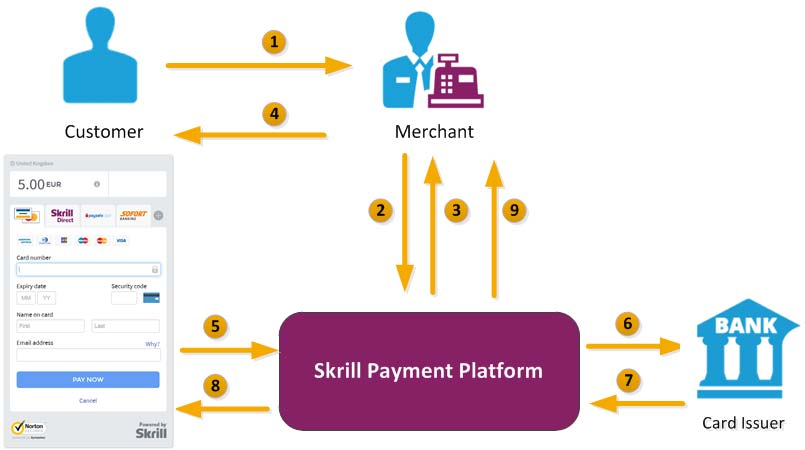 1
4
Customer
Merchant
United Kingdom
5.00 EUR
Skrill Direct
paysafecard
SOFORT BANKING
VISA
Card number
Expiry date
Security code
MM YY
Name on card
First Last
Email address Why?
PAY NOW
Cancel
Norton
SECURED
Powered by
Skrill
2
3
9
5
8
Skrill Payment Platform
6
7
BANK
Card Issuer